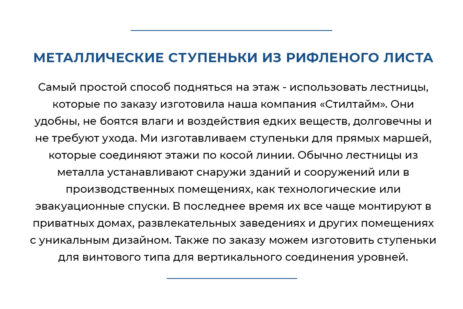 МЕТАЛЛИЧЕСКИЕ СТУПЕНЬКИ ИЗ РИФЛЕНОГО ЛИСТА
Самый простой способ подняться на этаж - использовать лестницы,
которые по заказу изготовила наша компания «Стилтайм». Они
удобны, не боятся влаги и воздействия едких веществ, долговечны и
не требуют ухода. Мы изготавливаем ступеньки для прямых маршей,
которые соединяют этажи по косой линии. Обычно лестницы из
металла устанавливают снаружи зданий и сооружений или в
производственных помещениях, как технологические или
эвакуационные спуски. В последнее время их все чаще монтируют в
приватных домах, развлекательных заведениях и других помещениях
с уникальным дизайном. Также по заказу можем изготовить ступеньки
для винтового типа для вертикального соединения уровней.